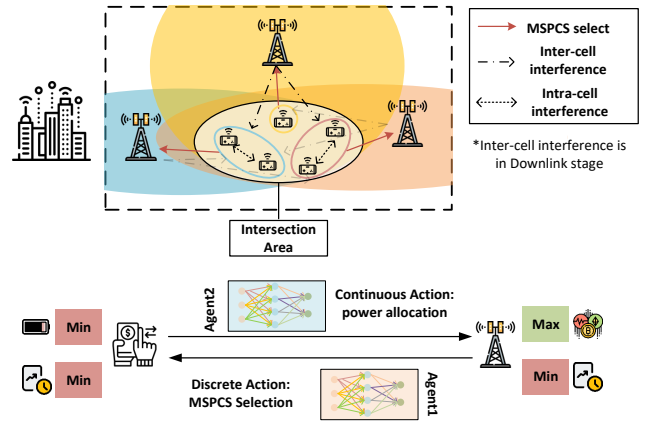 MSPCS select
Inter-cell
interference
Intra-cell
interference
*Inter-cell interference is
in Downlink stage
Intersection
Area
Agent2
Continuous Action:
power allocation
Min
Max
Min
Min
Discrete Action:
MSPCS Selection
Agent1